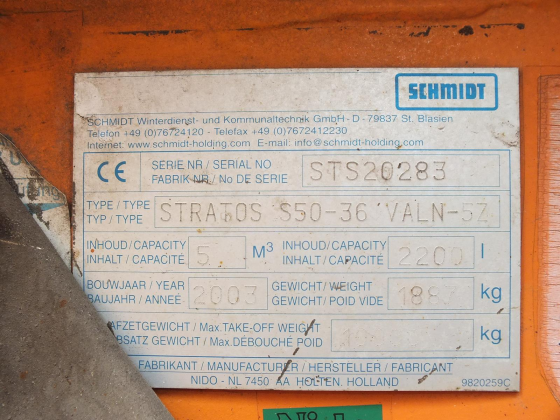 SCHMIDT
SCHMIDT Winterdienst- und Kommunaltechnik GmbH - D - 79837 St. Blasien
Telefon +49 (0)76724120 - Telefax +49 (0)7672412230
Internet: www.schmidt-holding.com E-mail: info@schmidt-holding.com
CE SERIE NR / SERIAL NO STS20283
FABRIK NR / No DE SERIE
TYPE / TYPE STRATOS S50-36 VALN-5Z
TYP / TYPE
INHOUD / CAPACITY 5 M³ INHOUD / CAPACITY 2200 l
INHALT / CAPACITÉ INHALT / CAPACITÉ
BOUWJAAR / YEAR 2003 GEWICHT / WEIGHT kg
BAUJAHR / ANNEÉ GEWICHT / POID VIDE
AFZETGEWICHT / Max. TAKE-OFF WEIGHT kg
ABSATZ GEWICHT / Max. DÉBOUCHÉ POID
FABRIKANT / MANUFACTURER / HERSTELLER / FABRICANT
NIDO - NL 7450 AA HOLTEN. HOLLAND 9820259C